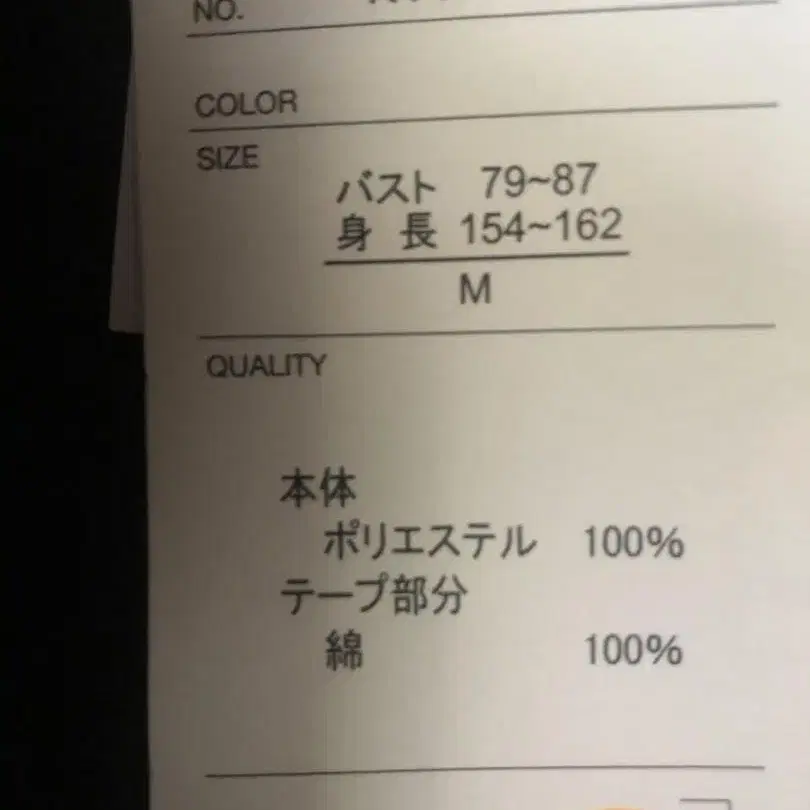 NO.
COLOR
SIZE
バスト 79~87
身長 154~162
M
QUALITY
本体
ポリエステル 100%
テープ部分
綿 100%